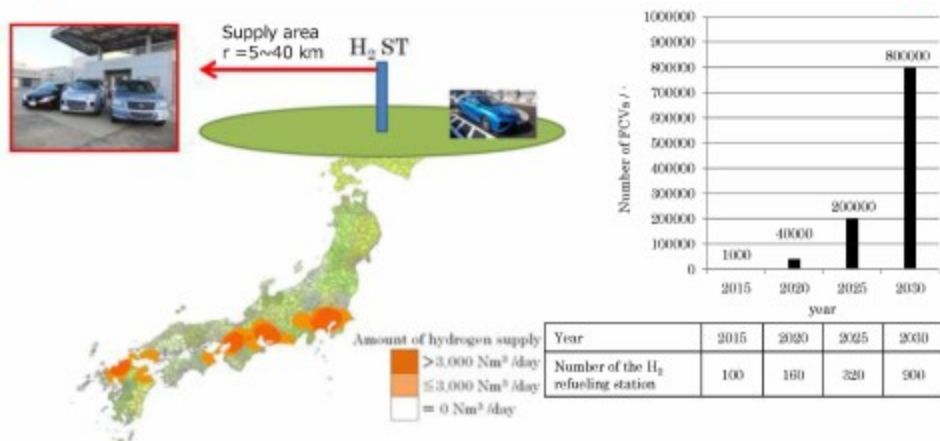 Supply area
r =5~40 km
H₂ ST
Number of FCVs / -
1000000
900000
800000
700000
600000
500000
400000
300000
200000
100000
0
1000
40000
200000
800000
2015 2020 2025 2030
year
Amount of hydrogen supply
>3,000 Nm³ /day
≤3,000 Nm³ /day
= 0 Nm³ /day
Year 2015 2020 2025 2030
Number of the H₂
refueling station
100 160 320 900